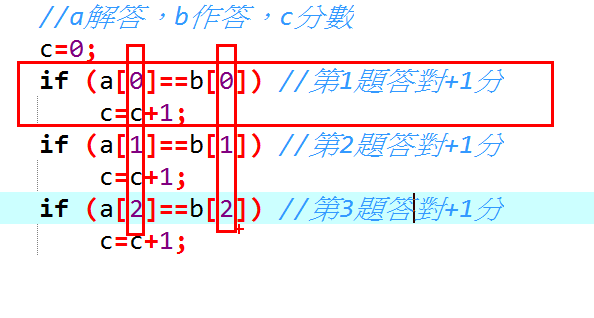 //a解答，b作答，c分數
c=0;
if (a[0]==b[0]) //第1題答對+1分
c=c+1;
if (a[1]==b[1]) //第2題答對+1分
c=c+1;
if (a[2]==b[2]) //第3題答對+1分
c=c+1;